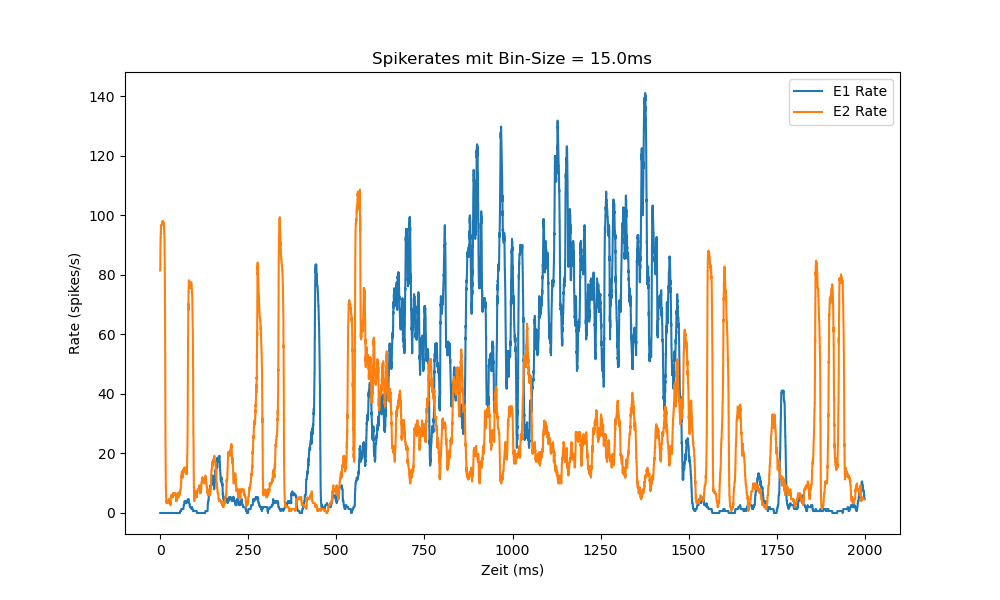 Spikerates mit Bin-Size = 15.0ms
E1 Rate
E2 Rate
Rate (spikes/s)
140
120
100
80
60
40
20
0
0 250 500 750 1000 1250 1500 1750 2000
Zeit (ms)